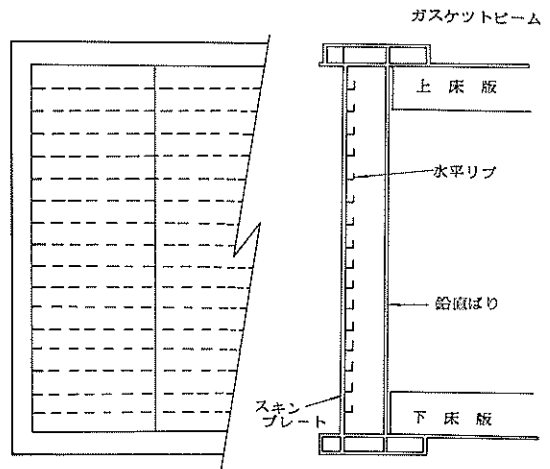 ガスケットビーム
上床版
水平リブ
鉛直ばり
スキン
プレート
下床版